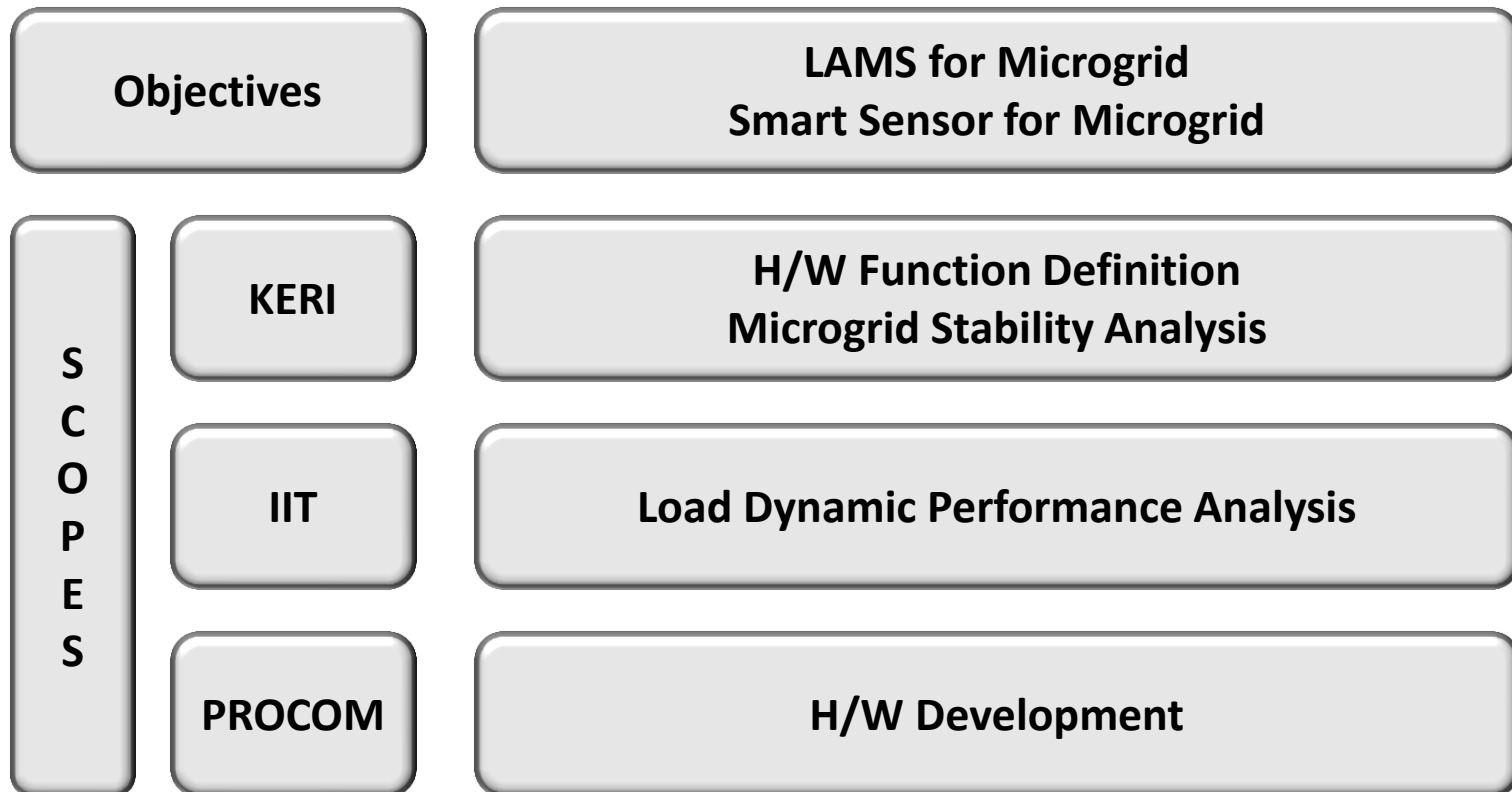 Objectives
LAMS for Microgrid
Smart Sensor for Microgrid
SCOPES
KERI
H/W Function Definition
Microgrid Stability Analysis
IIT
Load Dynamic Performance Analysis
PROCOM
H/W Development